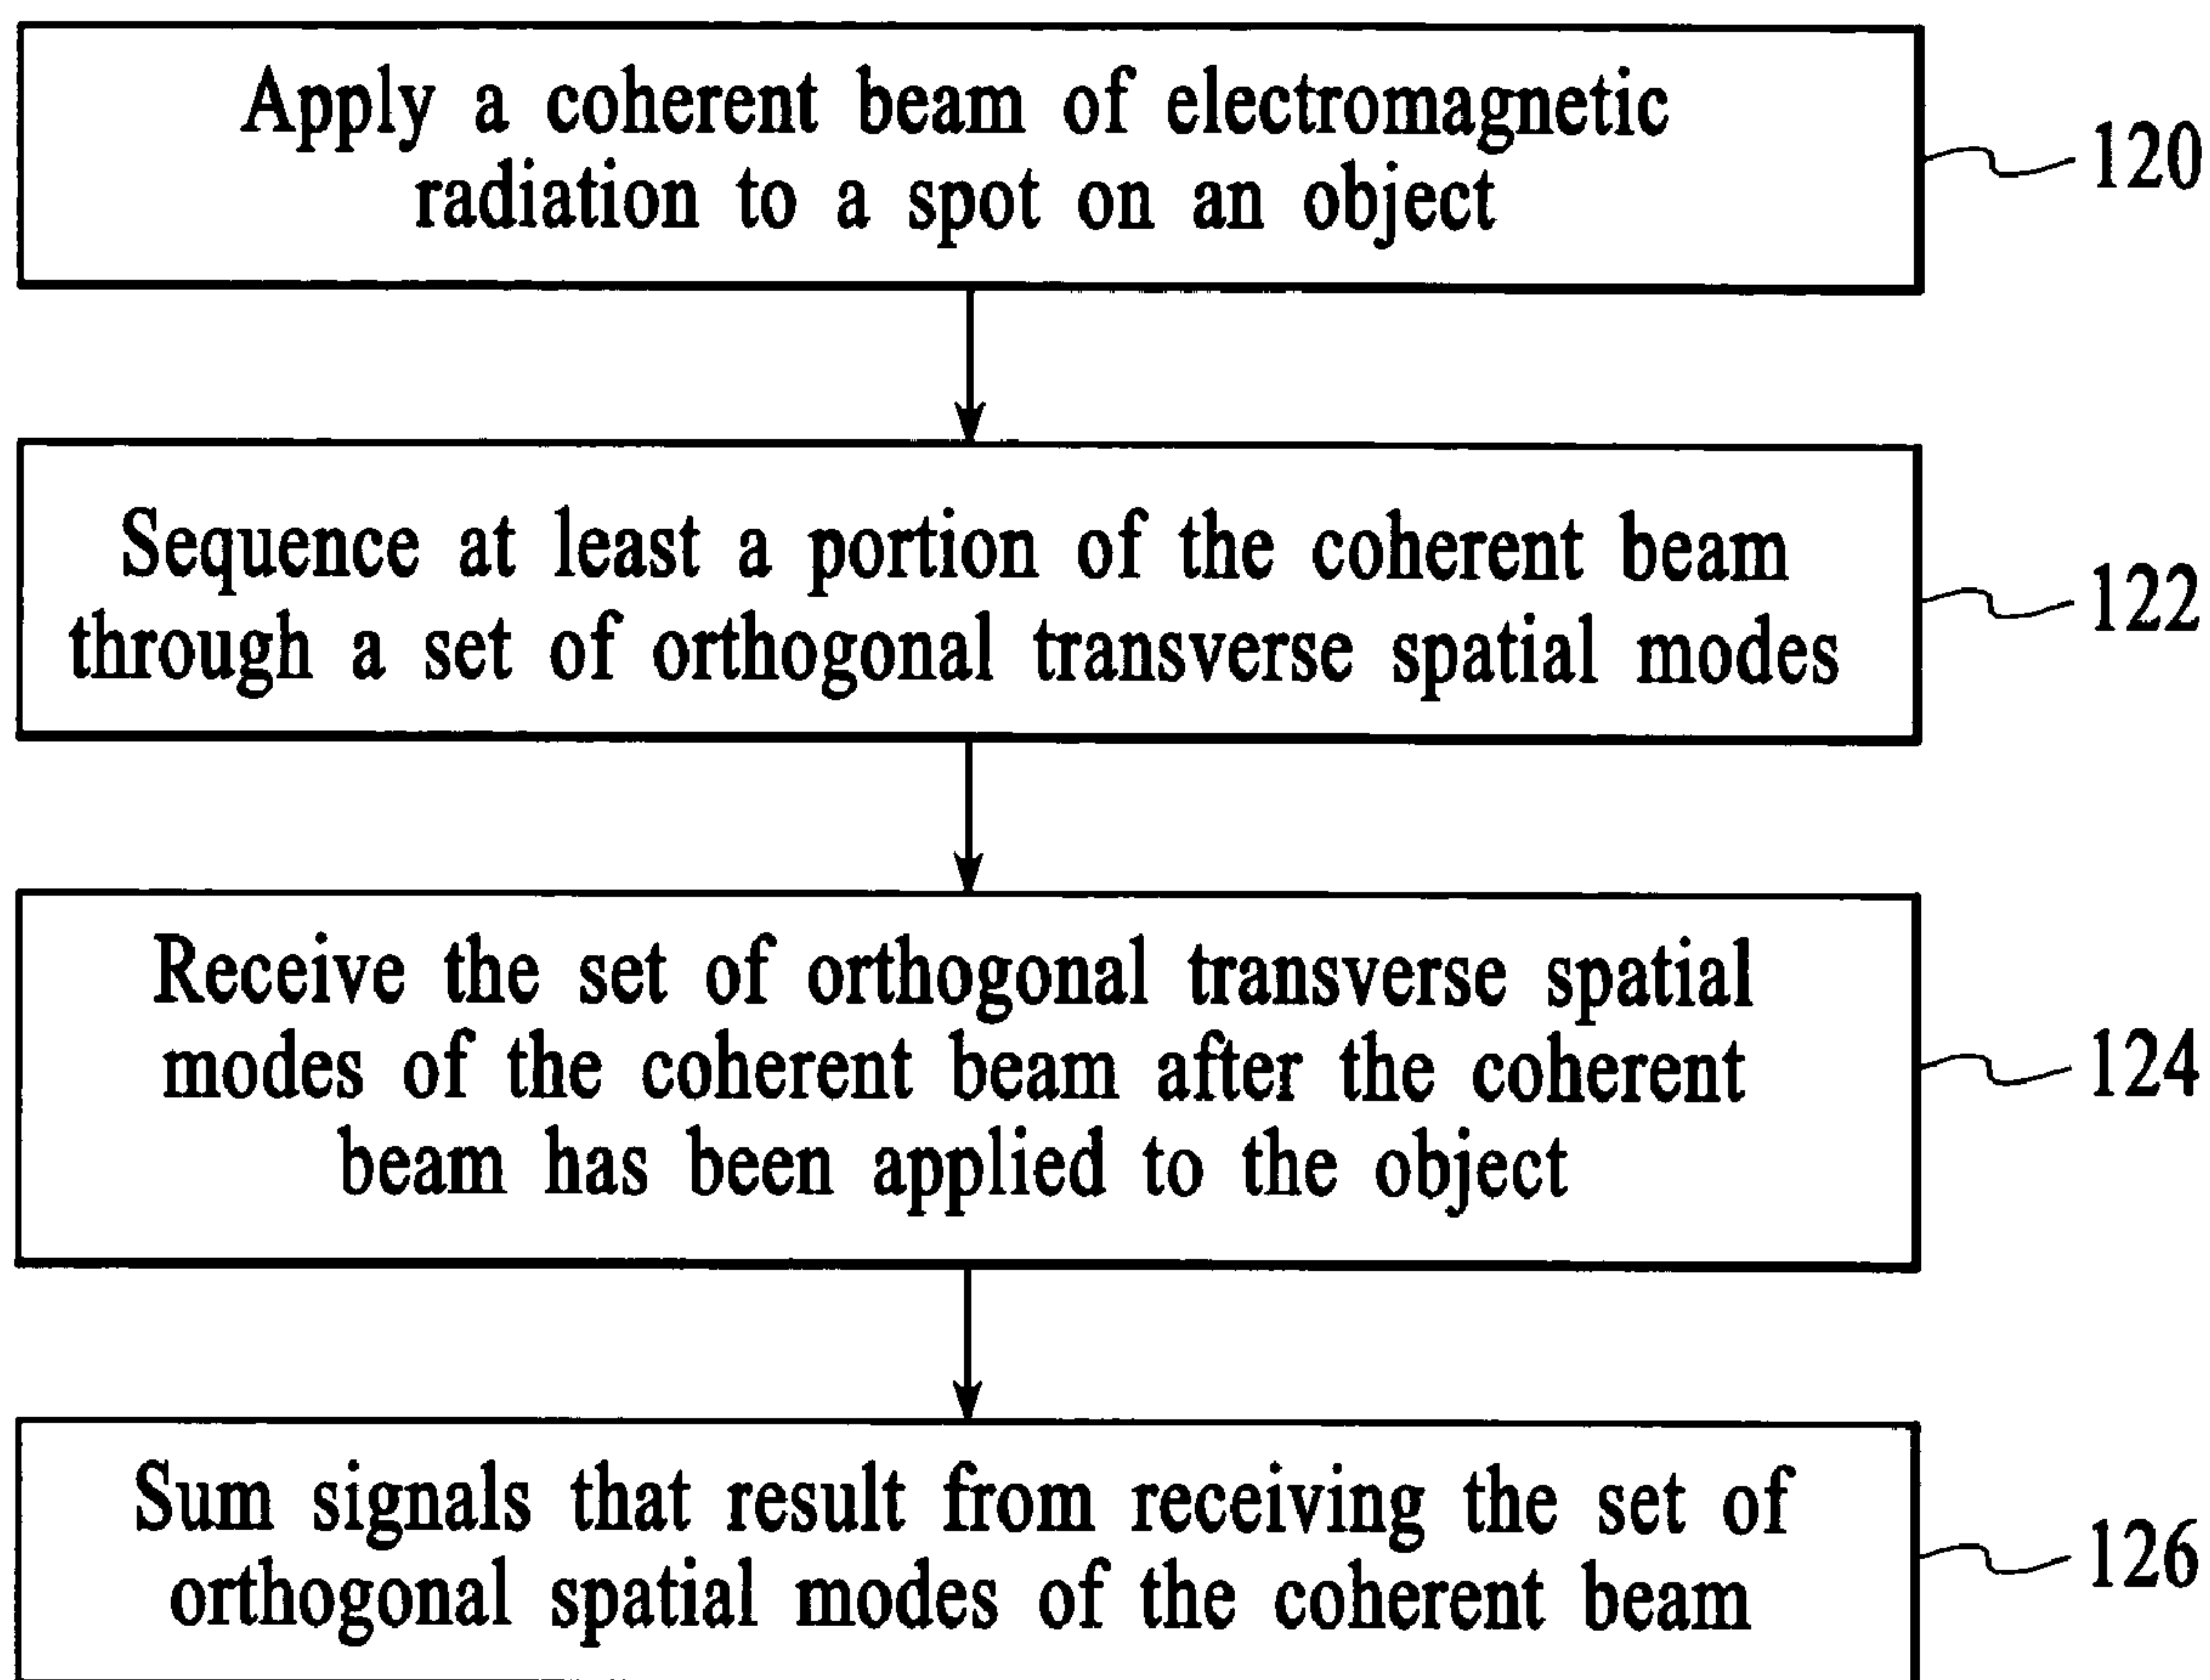 Apply a coherent beam of electromagnetic
radiation to a spot on an object
120
Sequence at least a portion of the coherent beam
through a set of orthogonal transverse spatial modes
122
Receive the set of orthogonal transverse spatial
modes of the coherent beam after the coherent
beam has been applied to the object
124
Sum signals that result from receiving the set of
orthogonal spatial modes of the coherent beam
126